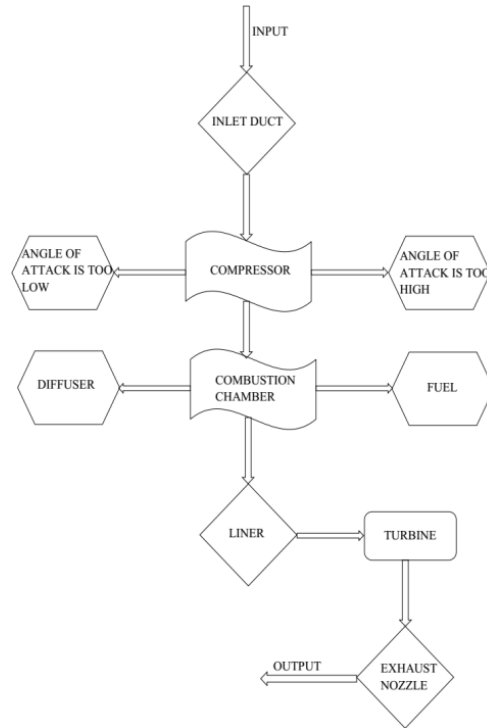 INPUT
INLET DUCT
ANGLE OF
ATTACK IS TOO
LOW
COMPRESSOR
ANGLE OF
ATTACK IS TOO
HIGH
DIFFUSER
COMBUSTION
CHAMBER
FUEL
LINER
TURBINE
OUTPUT
EXHAUST
NOZZLE